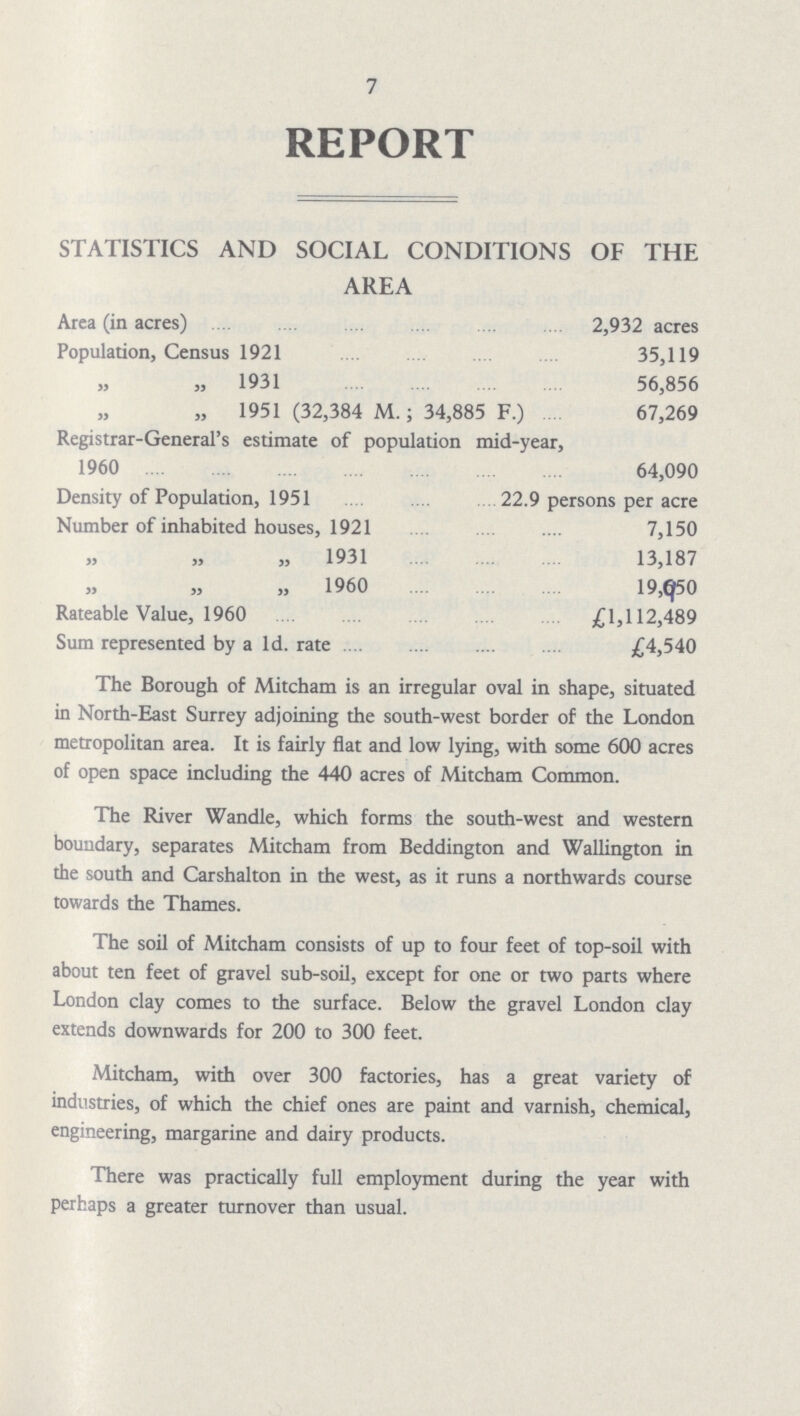 7
REPORT
STATISTICS AND SOCIAL CONDITIONS OF THE
AREA
Area (in acres) .... .... .... .... .... .... 2,932 acres
Population, Census 1921 .... .... .... .... 35,119
„ „ 1931 .... .... .... .... 56,856
„ „ 1951 (32,384 M.; 34,885 F.) .... 67,269
Registrar-General's estimate of population mid-year,
1960 .... .... .... .... .... .... .... 64,090
Density of Population, 1951 .... .... .... 22.9 persons per acre
Number of inhabited houses, 1921 .... .... .... 7,150
„ „ „ 1931 .... .... .... 13,187
„ „ „ 1960 .... .... .... 19,950
Rateable Value, 1960 .... .... .... .... .... £1,112,489
Sum represented by a 1d. rate .... .... .... .... £4,540
The Borough of Mitcham is an irregular oval in shape, situated
in North-East Surrey adjoining the south-west border of the London
metropolitan area. It is fairly flat and low lying, with some 600 acres
of open space including the 440 acres of Mitcham Common.
The River Wandle, which forms the south-west and western
boundary, separates Mitcham from Beddington and Wallington in
the south and Carshalton in the west, as it runs a northwards course
towards the Thames.
The soil of Mitcham consists of up to four feet of top-soil with
about ten feet of gravel sub-soil, except for one or two parts where
London clay comes to the surface. Below the gravel London clay
extends downwards for 200 to 300 feet.
Mitcham, with over 300 factories, has a great variety of
industries, of which the chief ones are paint and varnish, chemical,
engineering, margarine and dairy products.
There was practically full employment during the year with
perhaps a greater turnover than usual.